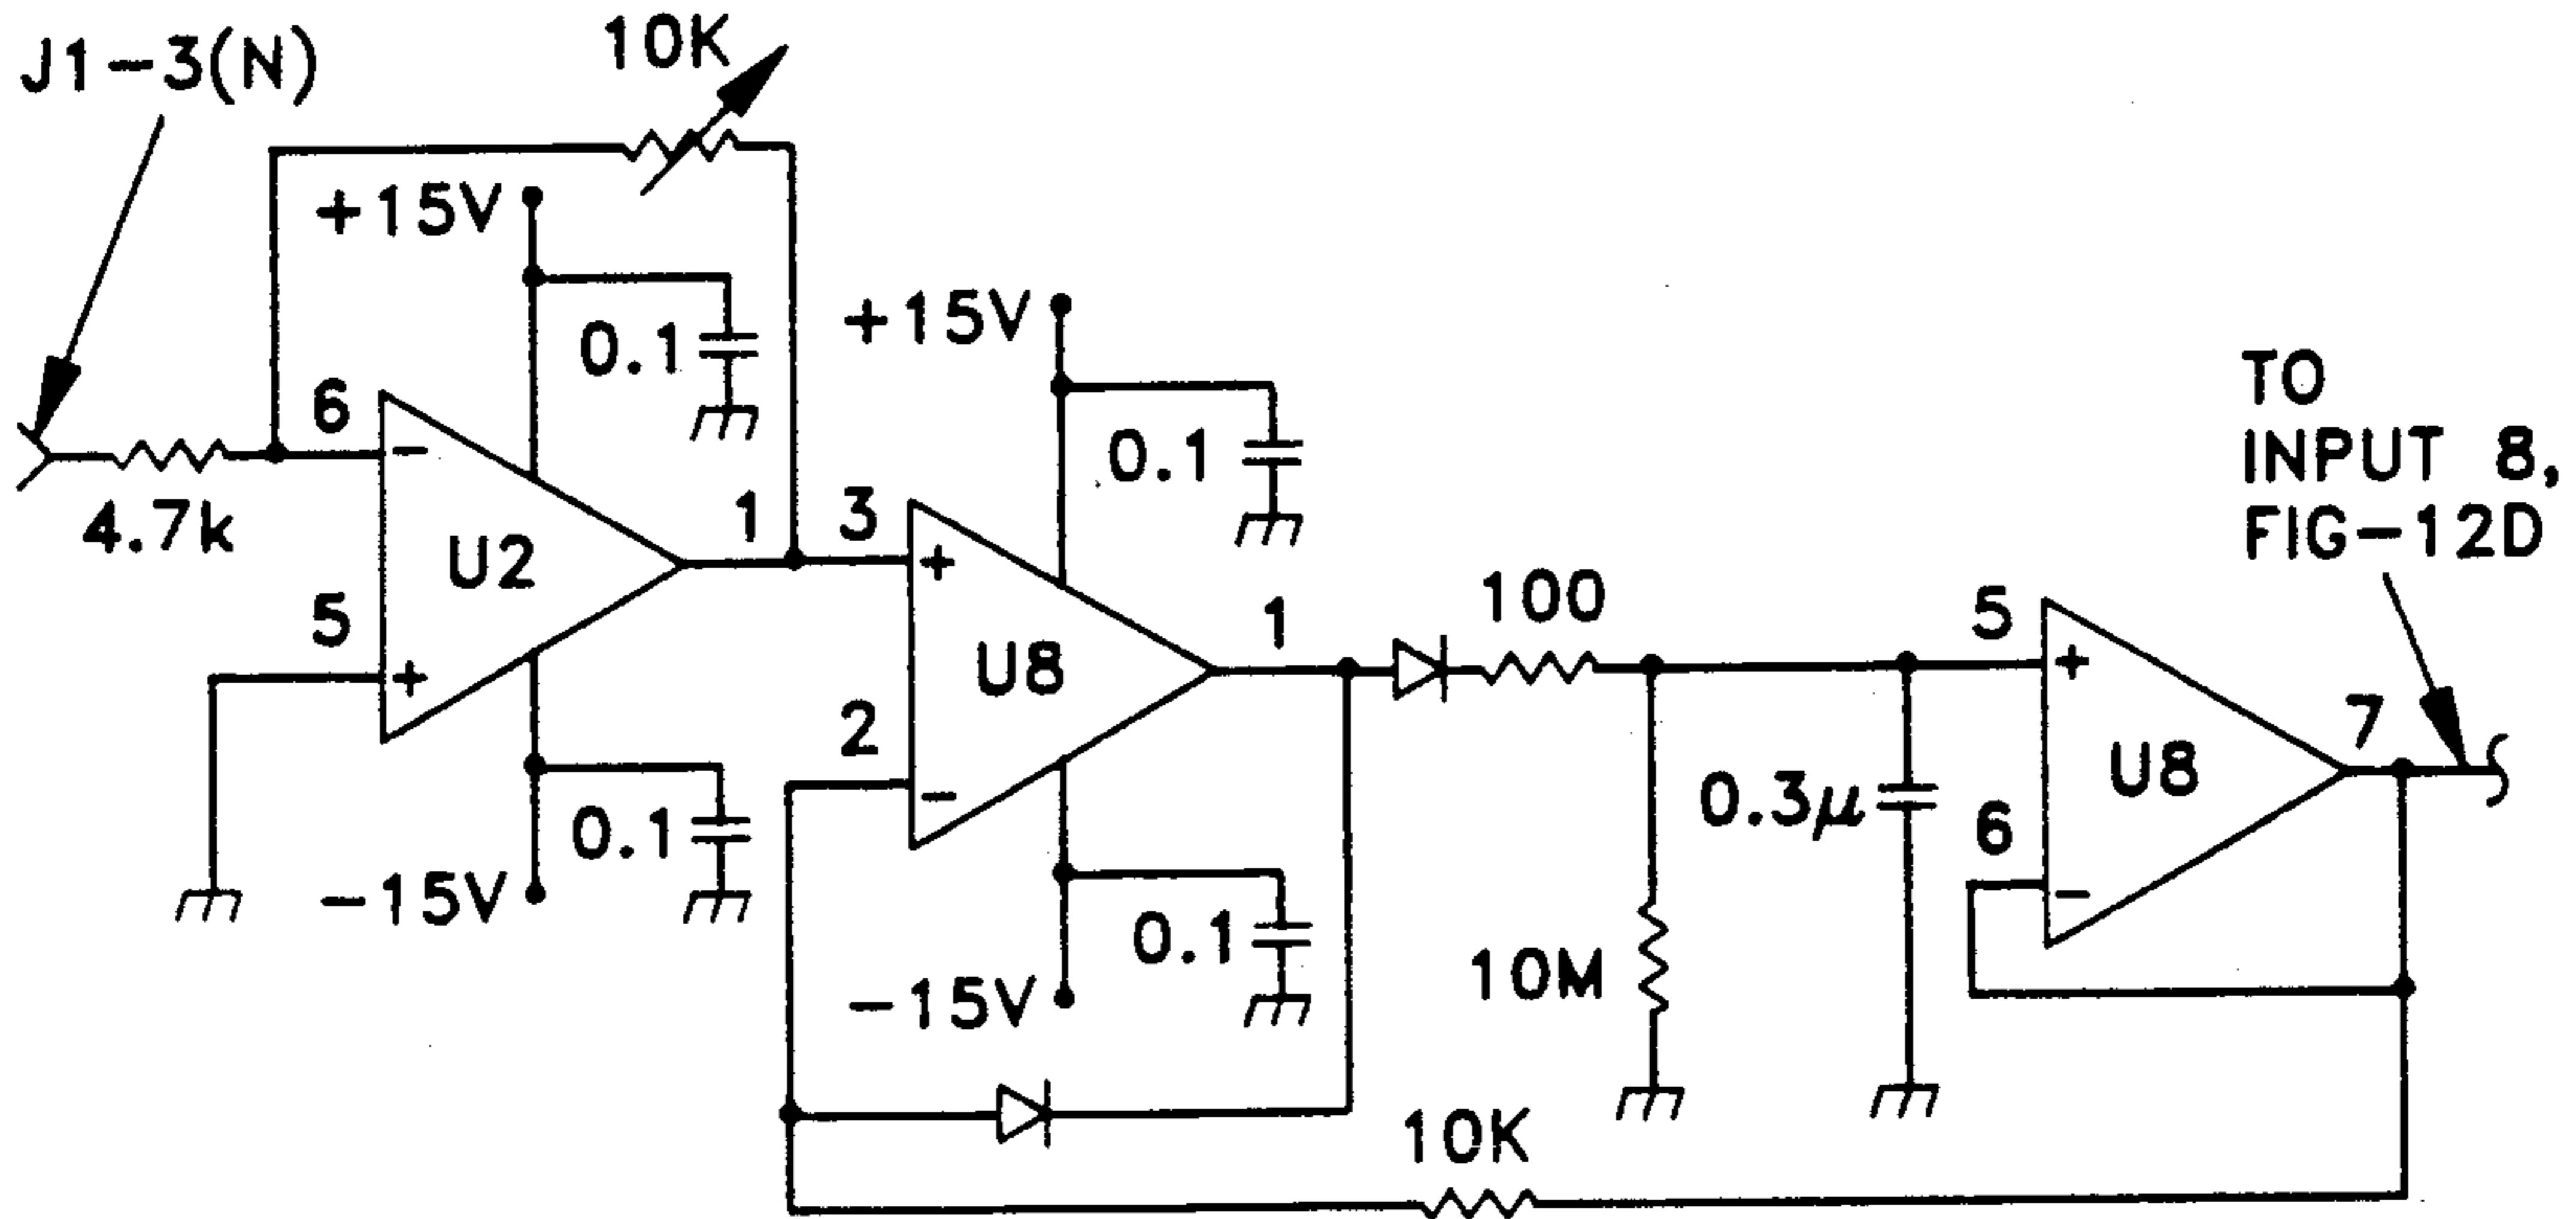 J1-3(N)
10K
+15V
0.1
6
-
4.7k
U2
1
5
+
-15V
0.1
+15V
0.1
3
+
U8
1
2
-
-15V
0.1
100
10M
0.3μ
5
+
U8
7
6
-
10K
TO
INPUT 8,
FIG-12D